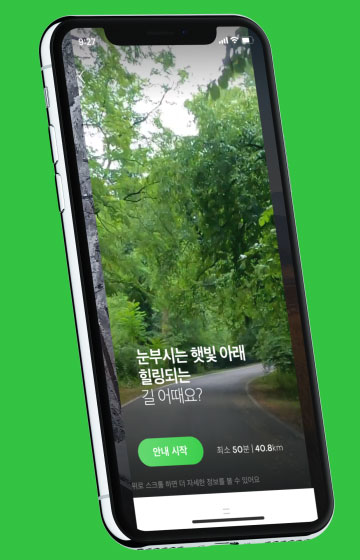 9:27
눈부시는 햇빛 아래
힐링되는
길 어때요?
안내 시작
최소 50분 | 40.8km
위로 스크롤 하면 더 자세한 정보를 볼 수 있어요